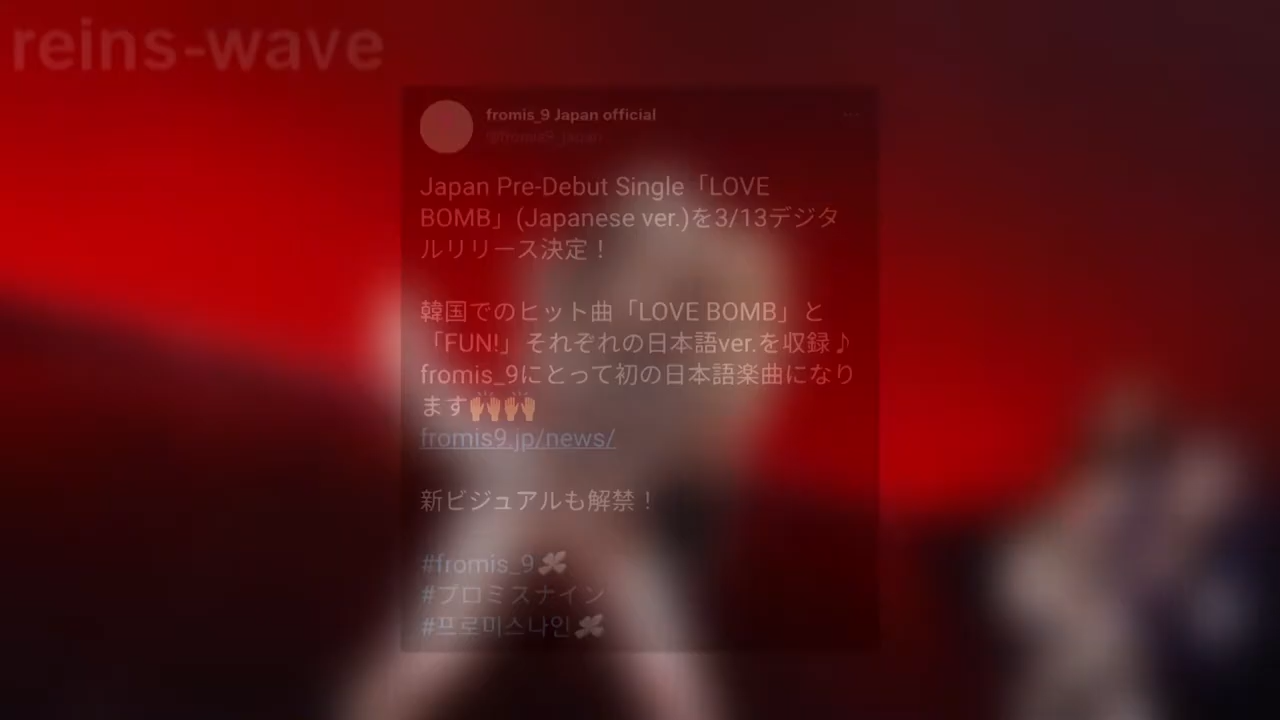 reins-wave
fromis_9 Japan official
@fromis9_japan
Japan Pre-Debut Single「LOVE
BOMB」(Japanese ver.)を3/13デジタ
ルリリース決定！
韓国でのヒット曲「LOVE BOMB」と
「FUN!」それぞれの日本語ver.を収録♪
fromis_9にとって初の日本語楽曲になり
ます🙌🏽🙌🏽
fromis9.jp/news/
新ビジュアルも解禁！
#fromis_9🍀
#プロミスナイン
#프로미스나인🍀